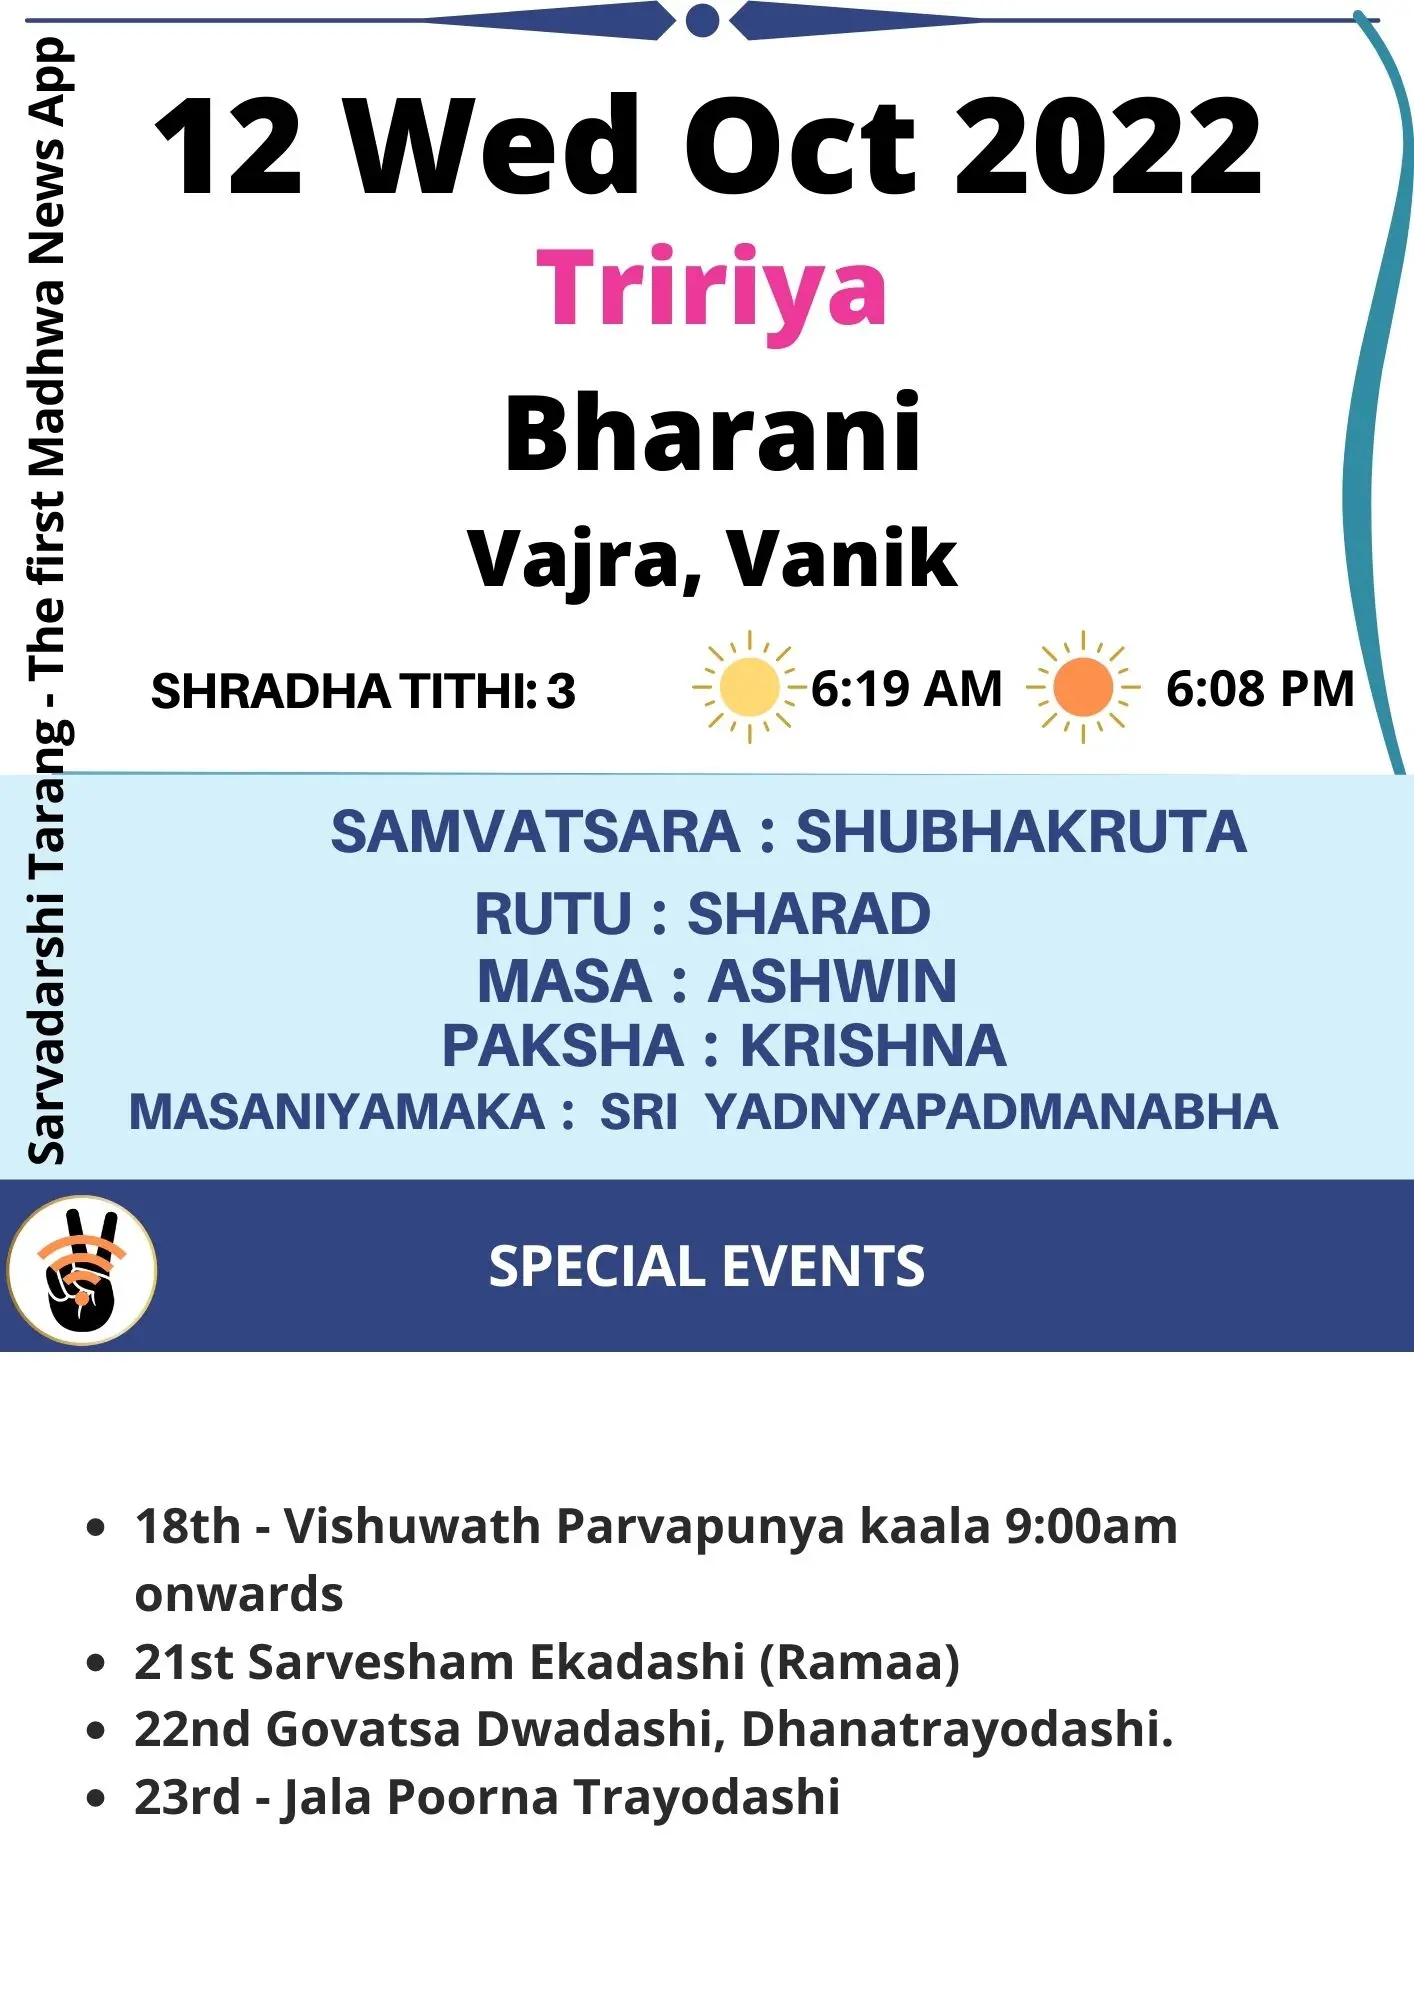 12 Wed Oct 2022
Tririya
Bharani
Vajra, Vanik
SHRADHA TITHI: 3
6:19 AM
6:08 PM
Sarvadarshi Tarang - The first Madhwa News App
SAMVATSARA : SHUBHAKRUTA
RUTU : SHARAD
MASA : ASHWIN
PAKSHA : KRISHNA
MASANIYAMAKA : SRI YADNYAPADMANABHA
SPECIAL EVENTS
• 18th - Vishuwath Parvapunya kaala 9:00am
onwards
• 21st Sarvesham Ekadashi (Ramaa)
• 22nd Govatsa Dwadashi, Dhanatrayodashi.
• 23rd - Jala Poorna Trayodashi